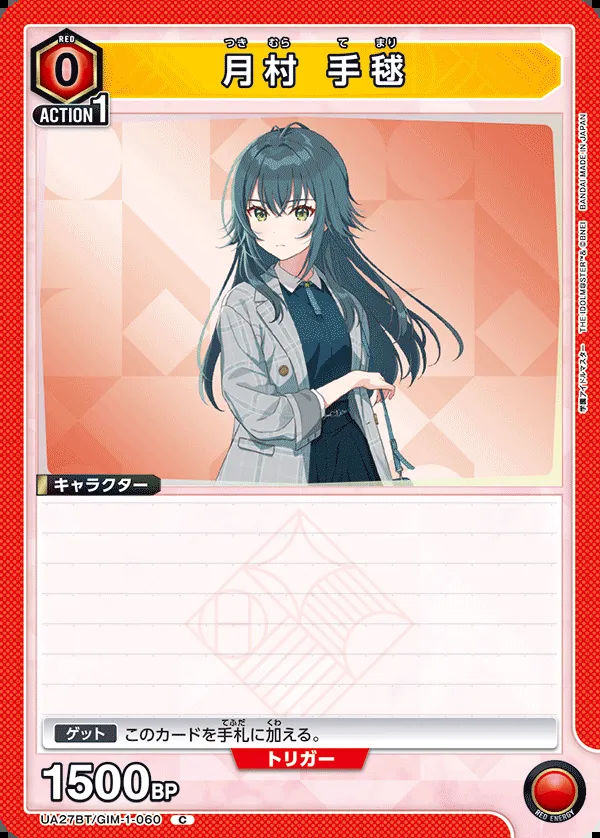 RED
0
ACTION 1
つき むら て まり
月村 手毬
BANDAI MADE IN JAPAN
THE IDOLM@STER™& ©BNEI
学園アイドルマスター
キャラクター
てふだ くわ
ゲット このカードを手札に加える。
トリガー
1500BP
RED ENERGY
UA27BT/GIM-1-060 C